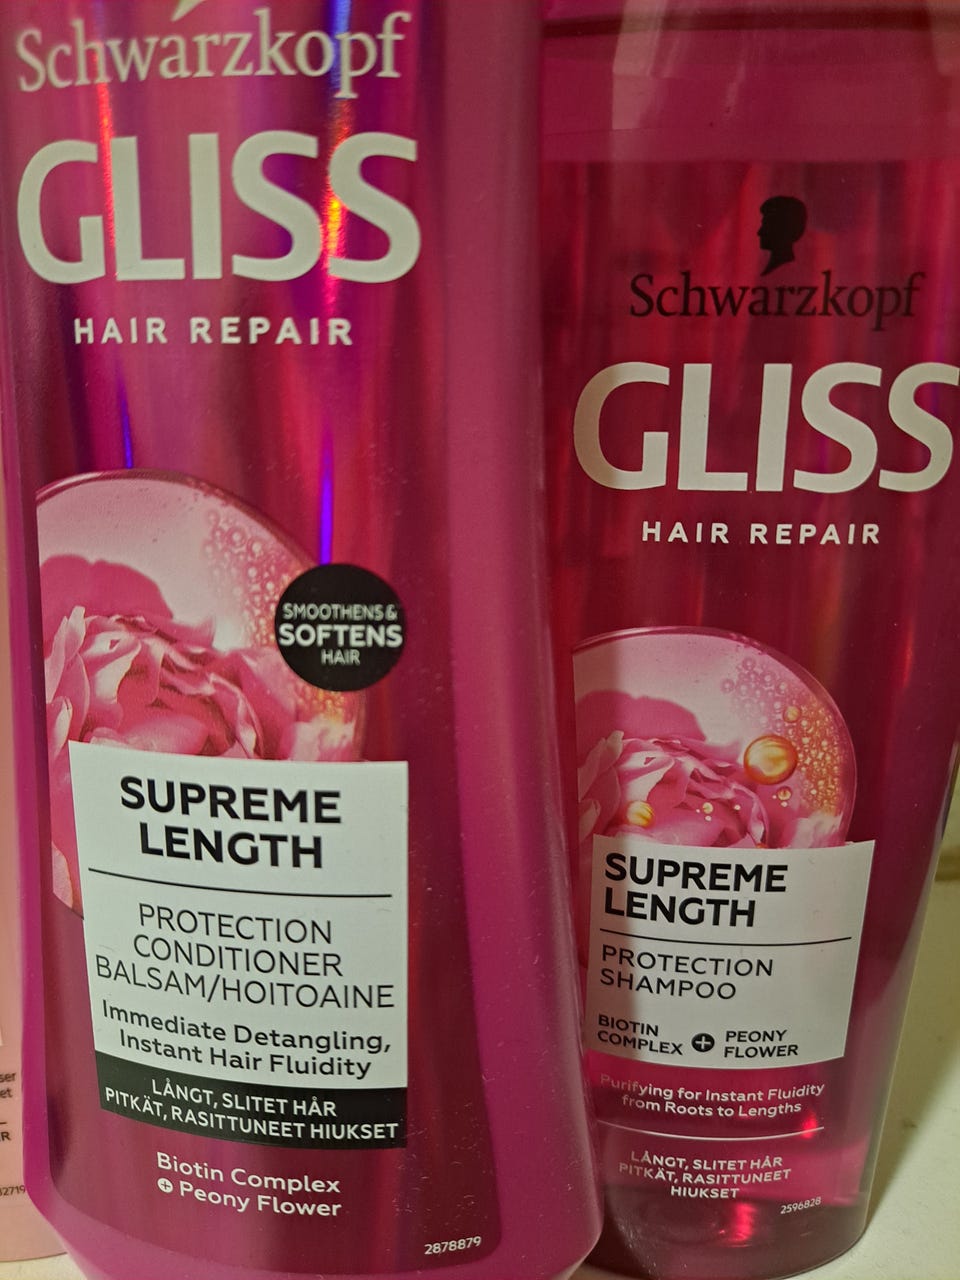 Schwarzkopf
GLISS
HAIR REPAIR
SMOOTHENS &
SOFTENS
HAIR
SUPREME
LENGTH
PROTECTION
CONDITIONER
BALSAM/HOITOAINE
Immediate Detangling,
Instant Hair Fluidity
LÅNGT, SLITET HÅR
PITKÄT, RASITTUNEET HIUKSET
Biotin Complex
+ Peony Flower
2878879
Schwarzkopf
GLISS
HAIR REPAIR
SUPREME
LENGTH
PROTECTION
SHAMPOO
BIOTIN
COMPLEX + PEONY
FLOWER
Purifying for Instant Fluidity
from Roots to Lengths
LÅNGT, SLITET HÅR
PITKÄT, RASITTUNEET
HIUKSET
2596828